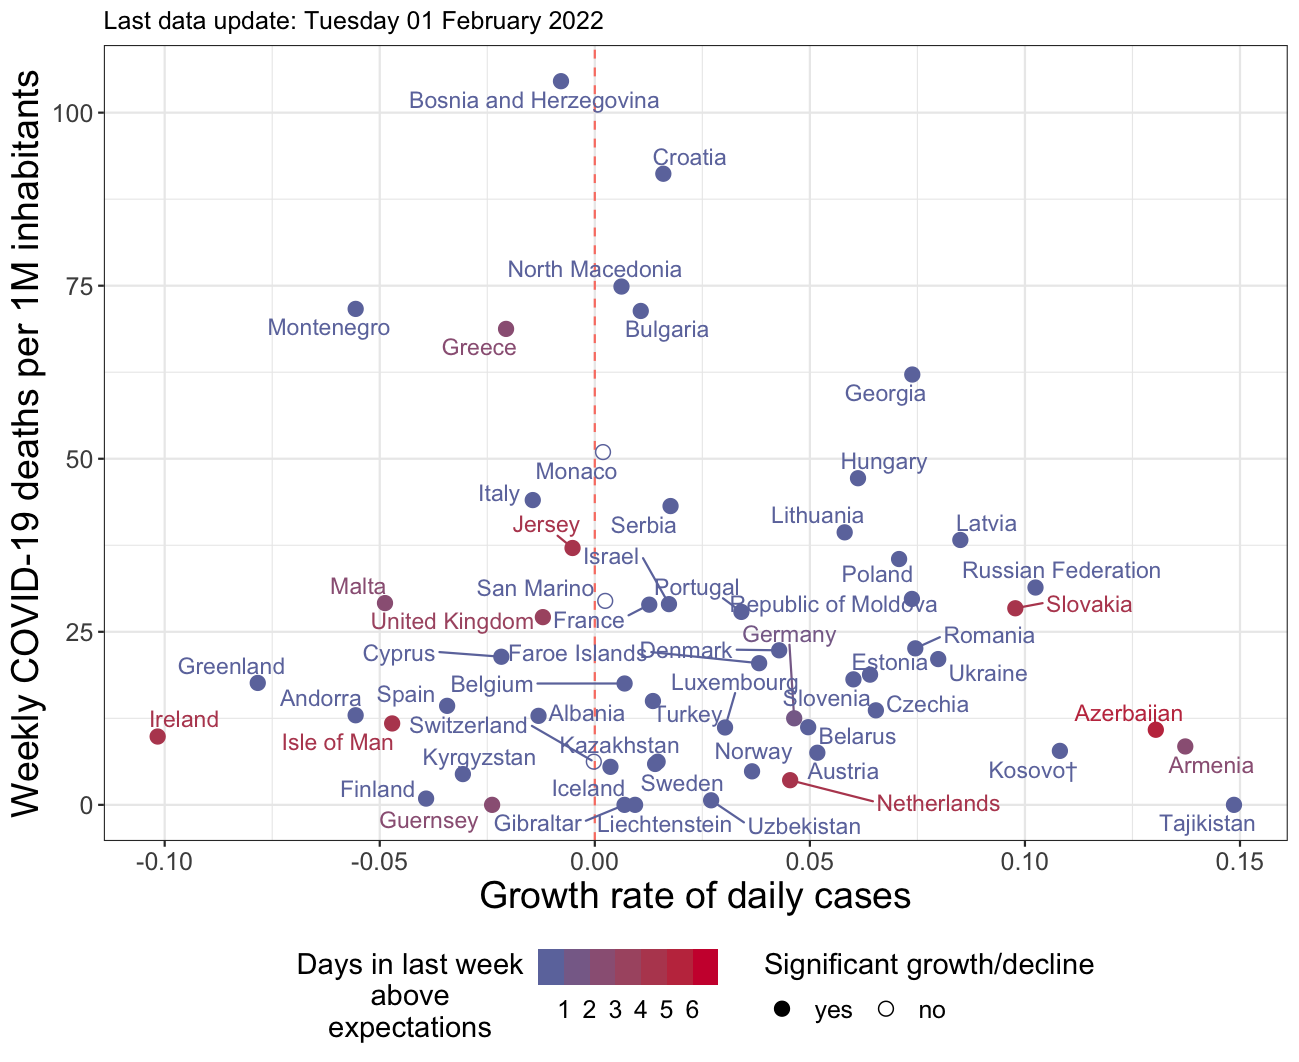 Last data update: Tuesday 01 February 2022
Weekly COVID-19 deaths per 1M inhabitants
100
75
50
25
0
Bosnia and Herzegovina
Croatia
North Macedonia
Montenegro
Bulgaria
Greece
Georgia
Hungary
Monaco
Italy
Lithuania
Jersey
Serbia
Latvia
Israel
Poland
Russian Federation
Malta
San Marino
Portugal
Republic of Moldova
Slovakia
United Kingdom
France
Germany
Romania
Cyprus
Faroe Islands
Denmark
Estonia
Greenland
Ukraine
Belgium
Luxembourg
Andorra
Spain
Slovenia
Czechia
Ireland
Albania
Turkey
Azerbaijan
Switzerland
Belarus
Isle of Man
Kazakhstan
Norway
Kyrgyzstan
Armenia
Kosovo†
Austria
Sweden
Finland
Iceland
Netherlands
Guernsey
Gibraltar
Liechtenstein
Uzbekistan
Tajikistan
-0.10
-0.05
0.00
0.05
0.10
0.15
Growth rate of daily cases
Days in last week
above
expectations
1 2 3 4 5 6
Significant growth/decline
yes
no